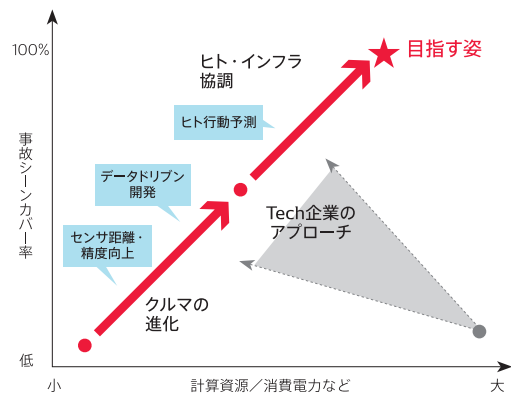 100%
目指す姿
ヒト・インフラ
協調
ヒト行動予測
事故シーンカバー率
データドリブン
開発
Tech企業の
アプローチ
センサ距離・
精度向上
クルマの
進化
低
小
計算資源／消費電力など
大